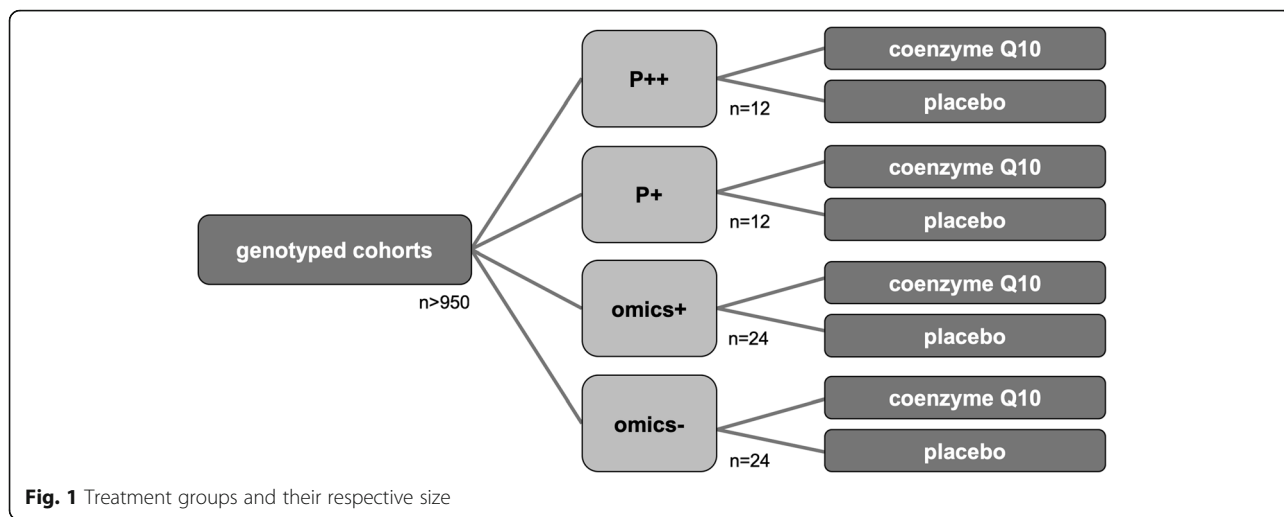 coenzyme Q10
P++
n=12
placebo
coenzyme Q10
P+
n=12
placebo
genotyped cohorts
n>950
coenzyme Q10
omics+
n=24
placebo
coenzyme Q10
omics-
n=24
placebo
Fig. 1 Treatment groups and their respective size